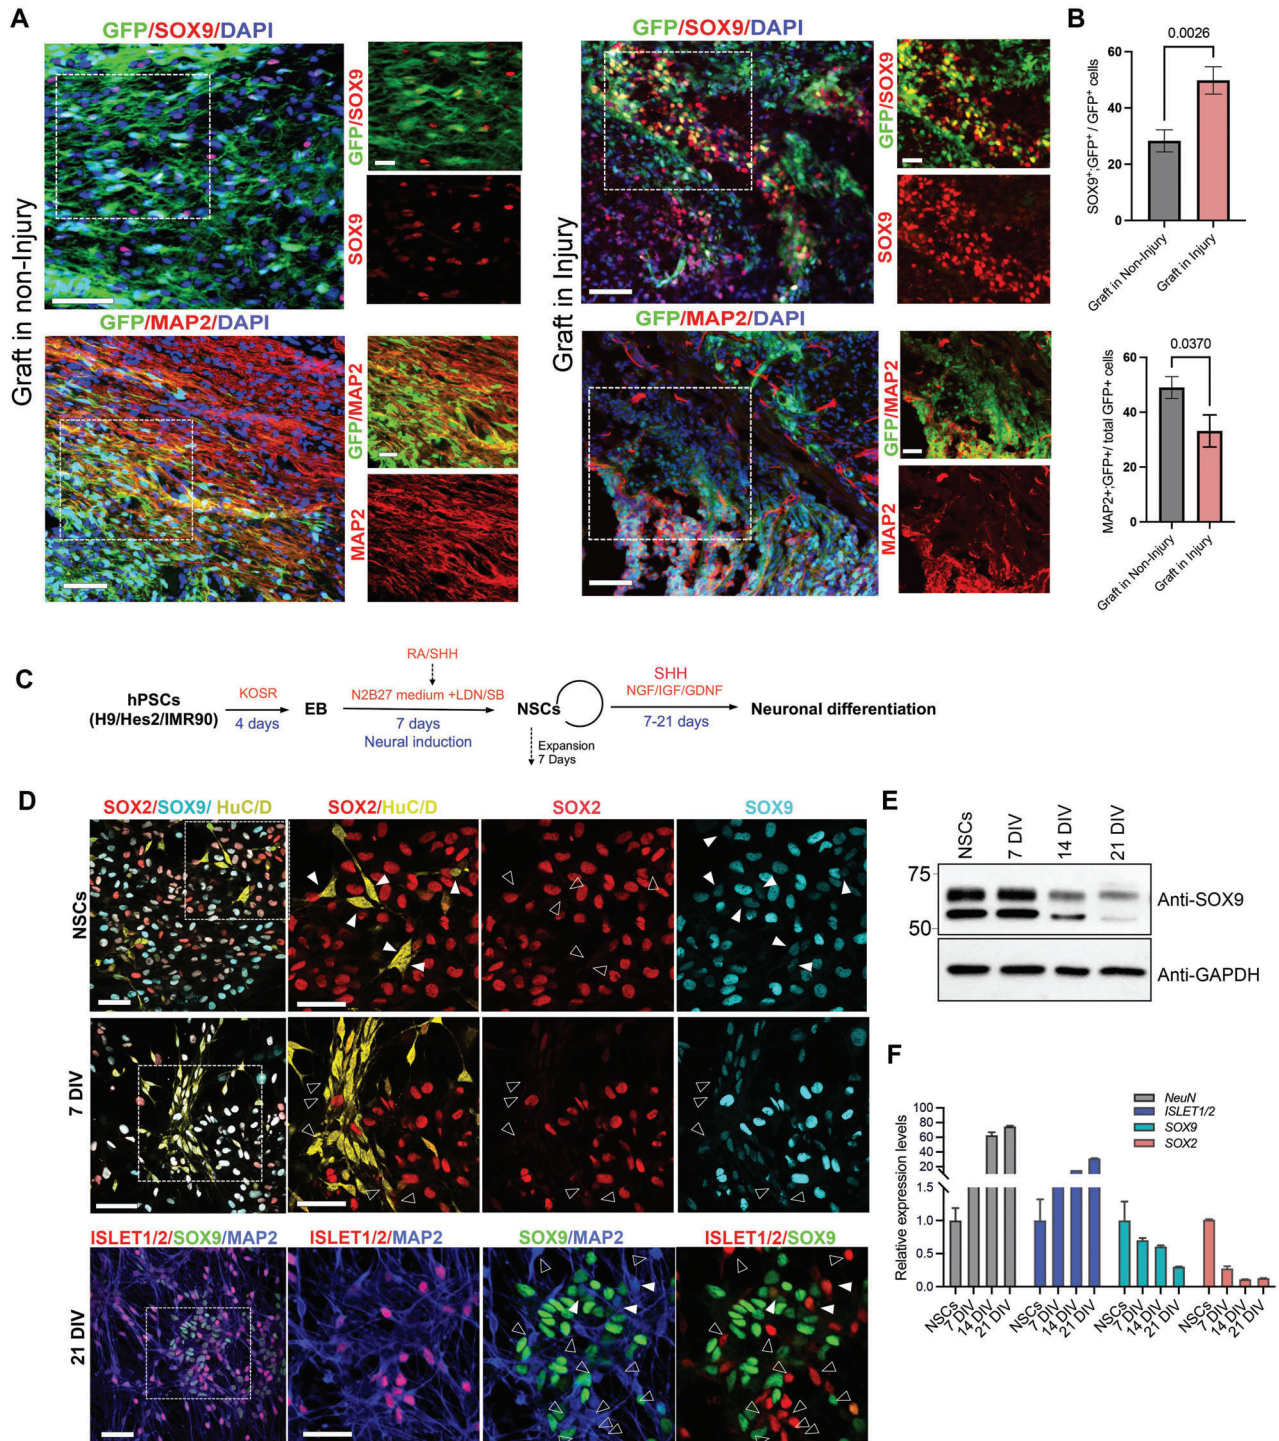 A
GFP/SOX9/DAPI
GFP/SOX9
SOX9
Graft in non-Injury
GFP/MAP2/DAPI
GFP/MAP2
MAP2
GFP/SOX9/DAPI
GFP/SOX9
SOX9
Graft in Injury
GFP/MAP2/DAPI
GFP/MAP2
MAP2
B
0.0026
SOX9⁺;GFP⁺ / GFP⁺ cells
60
40
20
0
Graft in Non-Injury
Graft in Injury
0.0370
MAP2+;GFP+/ total GFP+ cells
60
40
20
0
Graft in Non-Injury
Graft in Injury
C
hPSCs
(H9/Hes2/IMR90)
KOSR
4 days
EB
RA/SHH
N2B27 medium +LDN/SB
7 days
Neural induction
NSCs
Expansion
7 Days
SHH
NGF/IGF/GDNF
7-21 days
Neuronal differentiation
D
SOX2/SOX9/ HuC/D
SOX2/HuC/D
SOX2
SOX9
NSCs
7 DIV
ISLET1/2/SOX9/MAP2
ISLET1/2/MAP2
SOX9/MAP2
ISLET1/2/SOX9
21 DIV
E
NSCs
7 DIV
14 DIV
21 DIV
75
50
Anti-SOX9
Anti-GAPDH
F
NeuN
ISLET1/2
SOX9
SOX2
Relative expression levels
100
80
60
40
20
1.5
1.0
0.5
0.0
NSCs
7 DIV
14 DIV
21 DIV
NSCs
7 DIV
14 DIV
21 DIV
NSCs
7 DIV
14 DIV
21 DIV
NSCs
7 DIV
14 DIV
21 DIV